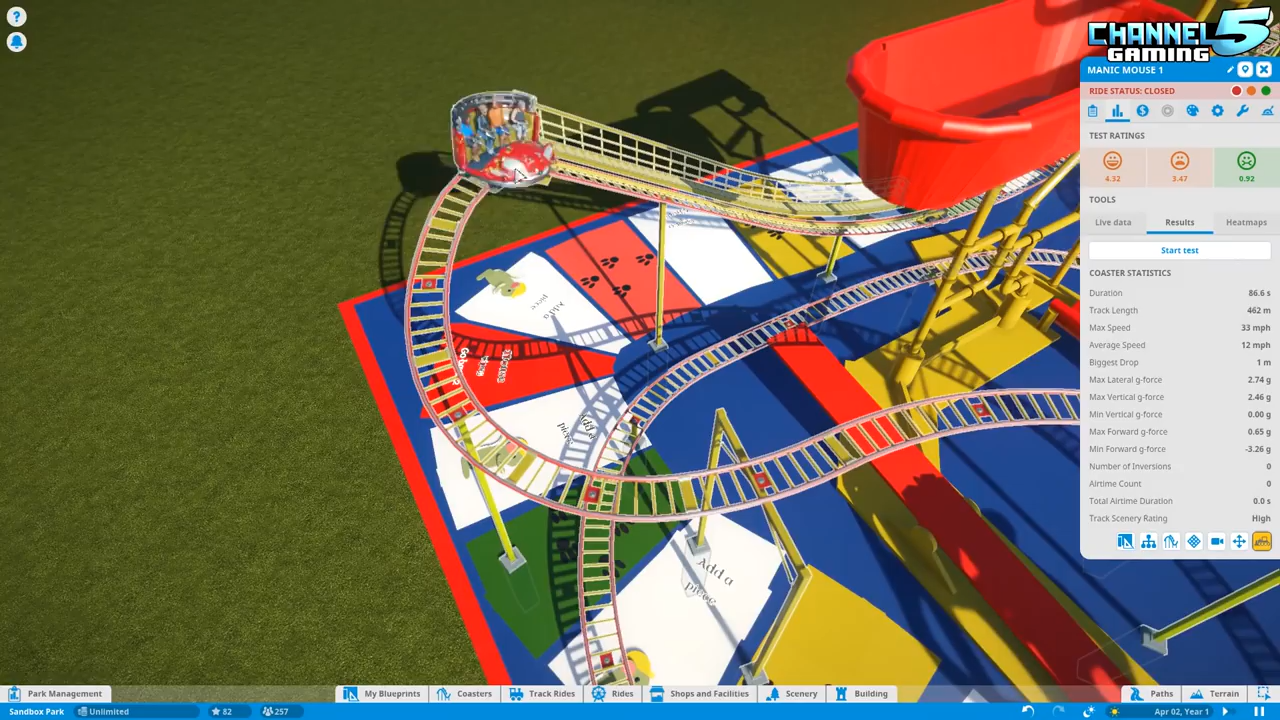 CHANNEL 5
GAMING
MANIC MOUSE 1
RIDE STATUS: CLOSED
TEST RATINGS
4.32 3.47 0.92
TOOLS
Live data Results Heatmaps
Start test
COASTER STATISTICS
Duration 86.6 s
Track Length 462 m
Max Speed 33 mph
Average Speed 12 mph
Biggest Drop 1 m
Max Lateral g-force 2.74 g
Max Vertical g-force 2.46 g
Min Vertical g-force 0.00 g
Max Forward g-force 0.65 g
Min Forward g-force -3.26 g
Number of Inversions 0
Airtime Count 0
Total Airtime Duration 0.0 s
Track Scenery Rating High
?
Add a
piece
Add a
piece
Add a
piece
Park Management My Blueprints Coasters Track Rides Rides Shops and Facilities Scenery Building Paths Terrain
Sandbox Park Unlimited 82 257 Apr 02, Year 1